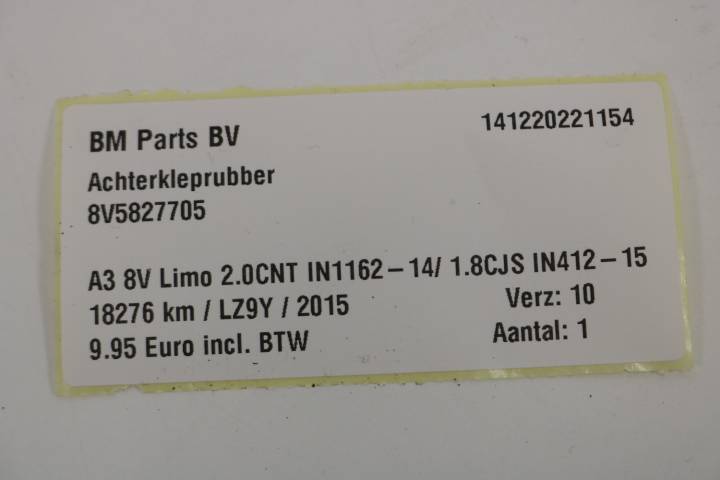 BM Parts BV 141220221154
Achterkleprubber
8V5827705
A3 8V Limo 2.0CNT IN1162-14/ 1.8CJS IN412-15
18276 km / LZ9Y / 2015 Verz: 10
9.95 Euro incl. BTW Aantal: 1